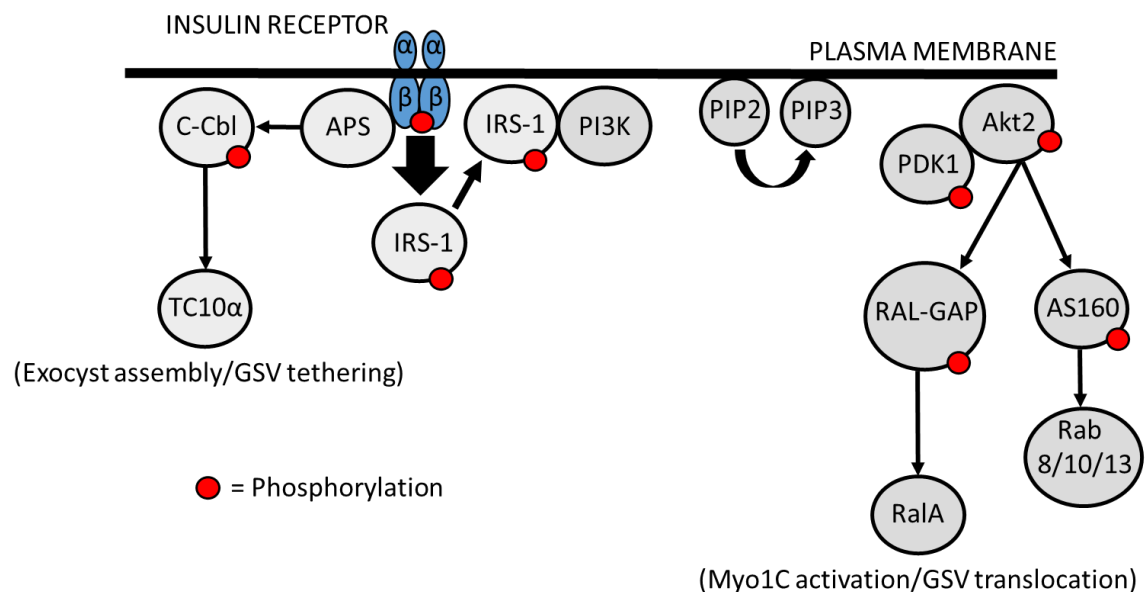 INSULIN RECEPTOR
PLASMA MEMBRANE
α α
β β
C-Cbl
APS
IRS-1
PI3K
PIP2
PIP3
Akt2
PDK1
IRS-1
TC10α
RAL-GAP
AS160
(Exocyst assembly/GSV tethering)
Rab
8/10/13
= Phosphorylation
RalA
(Myo1C activation/GSV translocation)